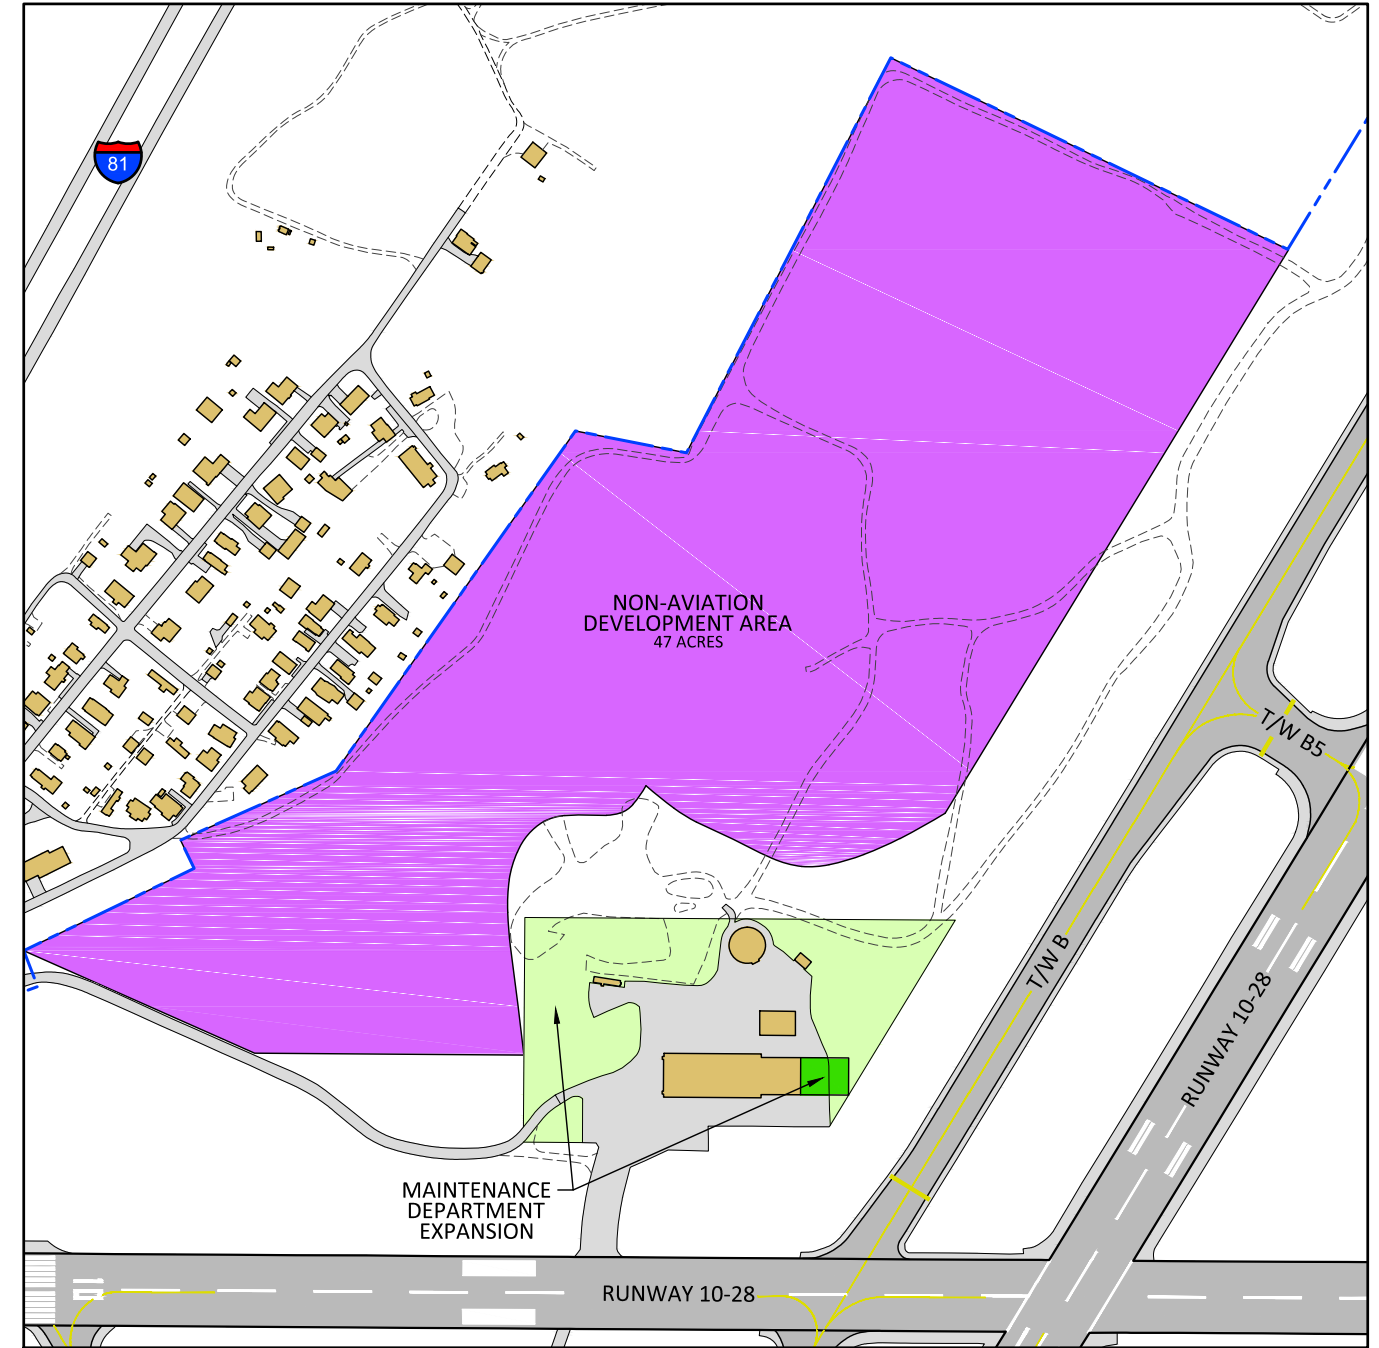 81
NON-AVIATION
DEVELOPMENT AREA
47 ACRES
T/W B5
T/W B
RUNWAY 10-28
MAINTENANCE
DEPARTMENT
EXPANSION
RUNWAY 10-28